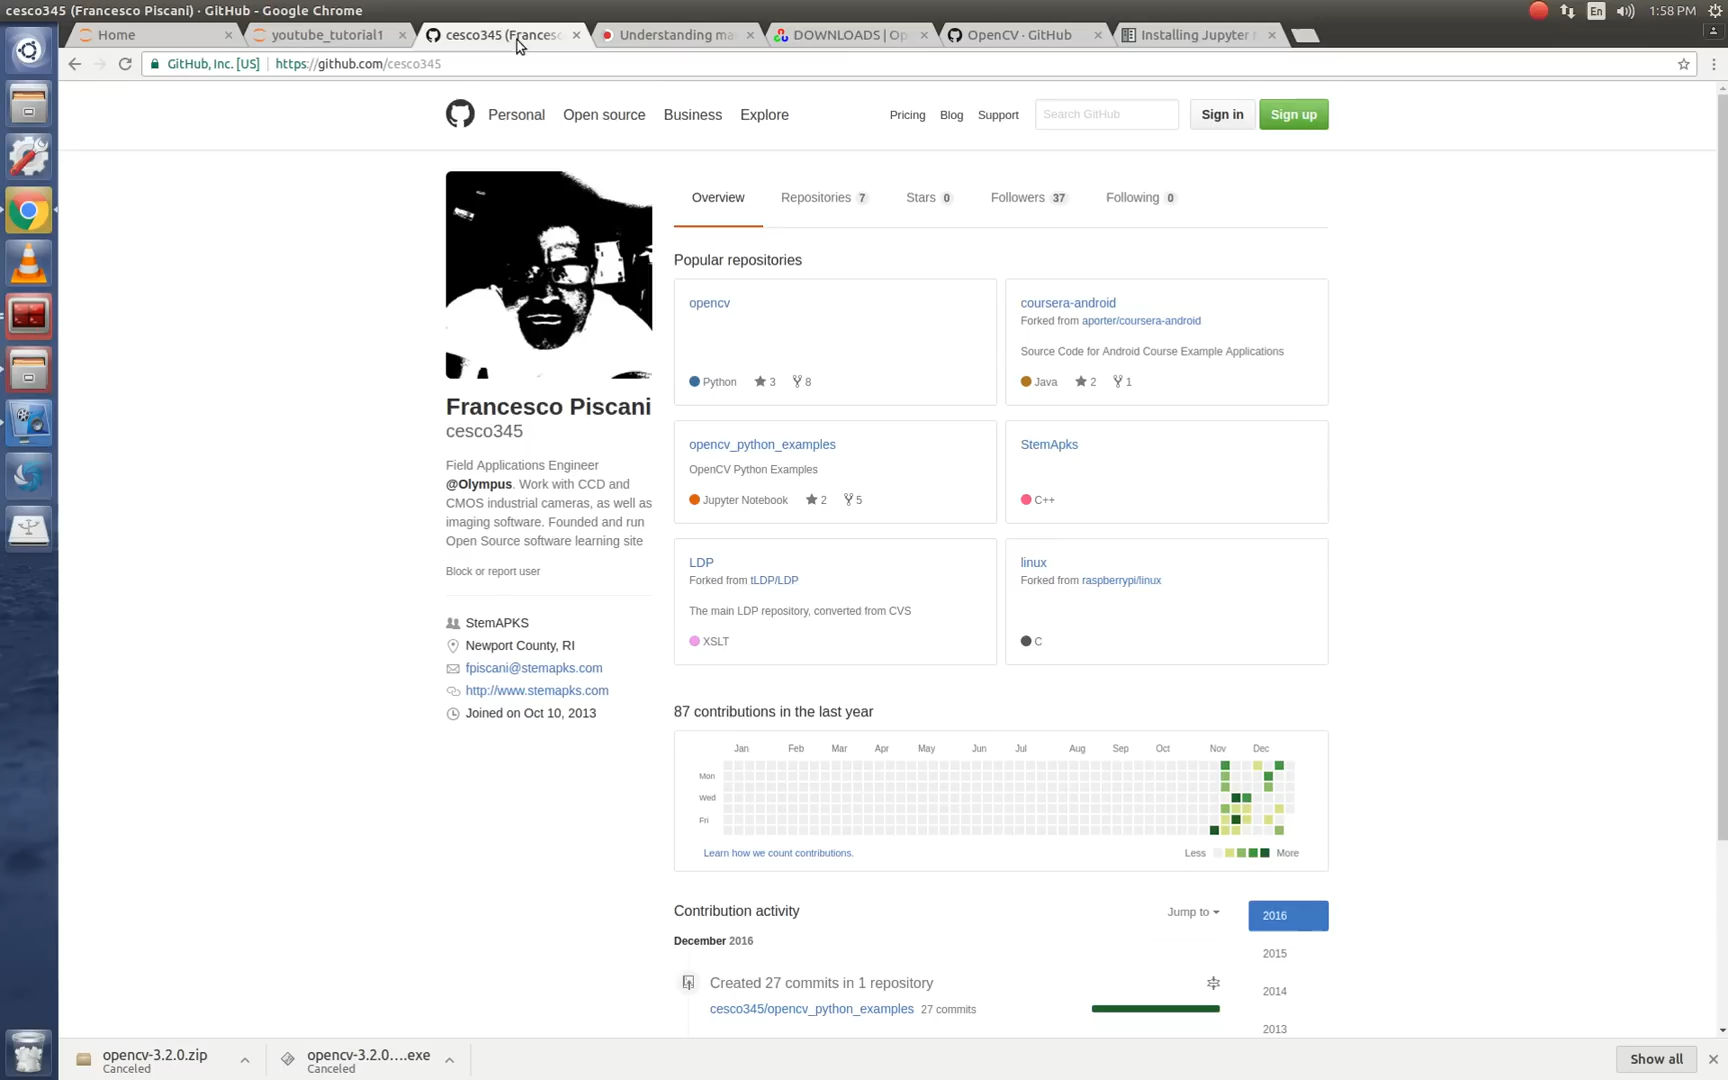 cesco345 (Francesco Piscani) · GitHub - Google Chrome
En 1:58 PM
Home
youtube_tutorial1
cesco345 (Frances
Understanding ma
DOWNLOADS | Op
OpenCV · GitHub
Installing Jupyter
GitHub, Inc. [US] https://github.com/cesco345
Personal Open source Business Explore
Pricing Blog Support Search GitHub Sign in Sign up
Overview Repositories 7 Stars 0 Followers 37 Following 0
Popular repositories
opencv
Python 3 8
coursera-android
Forked from aporter/coursera-android
Source Code for Android Course Example Applications
Java 2 1
opencv_python_examples
OpenCV Python Examples
Jupyter Notebook 2 5
StemApks
C++
LDP
Forked from tLDP/LDP
The main LDP repository, converted from CVS
XSLT
linux
Forked from raspberrypi/linux
C
Francesco Piscani
cesco345
Field Applications Engineer
@Olympus. Work with CCD and
CMOS industrial cameras, as well as
imaging software. Founded and run
Open Source software learning site
Block or report user
StemAPKS
Newport County, RI
fpiscani@stemapks.com
http://www.stemapks.com
Joined on Oct 10, 2013
87 contributions in the last year
Jan Feb Mar Apr May Jun Jul Aug Sep Oct Nov Dec
Mon
Wed
Fri
Learn how we count contributions.
Less More
Contribution activity
Jump to
2016
2015
2014
2013
December 2016
Created 27 commits in 1 repository
cesco345/opencv_python_examples 27 commits
opencv-3.2.0.zip
Canceled
opencv-3.2.0....exe
Canceled
Show all